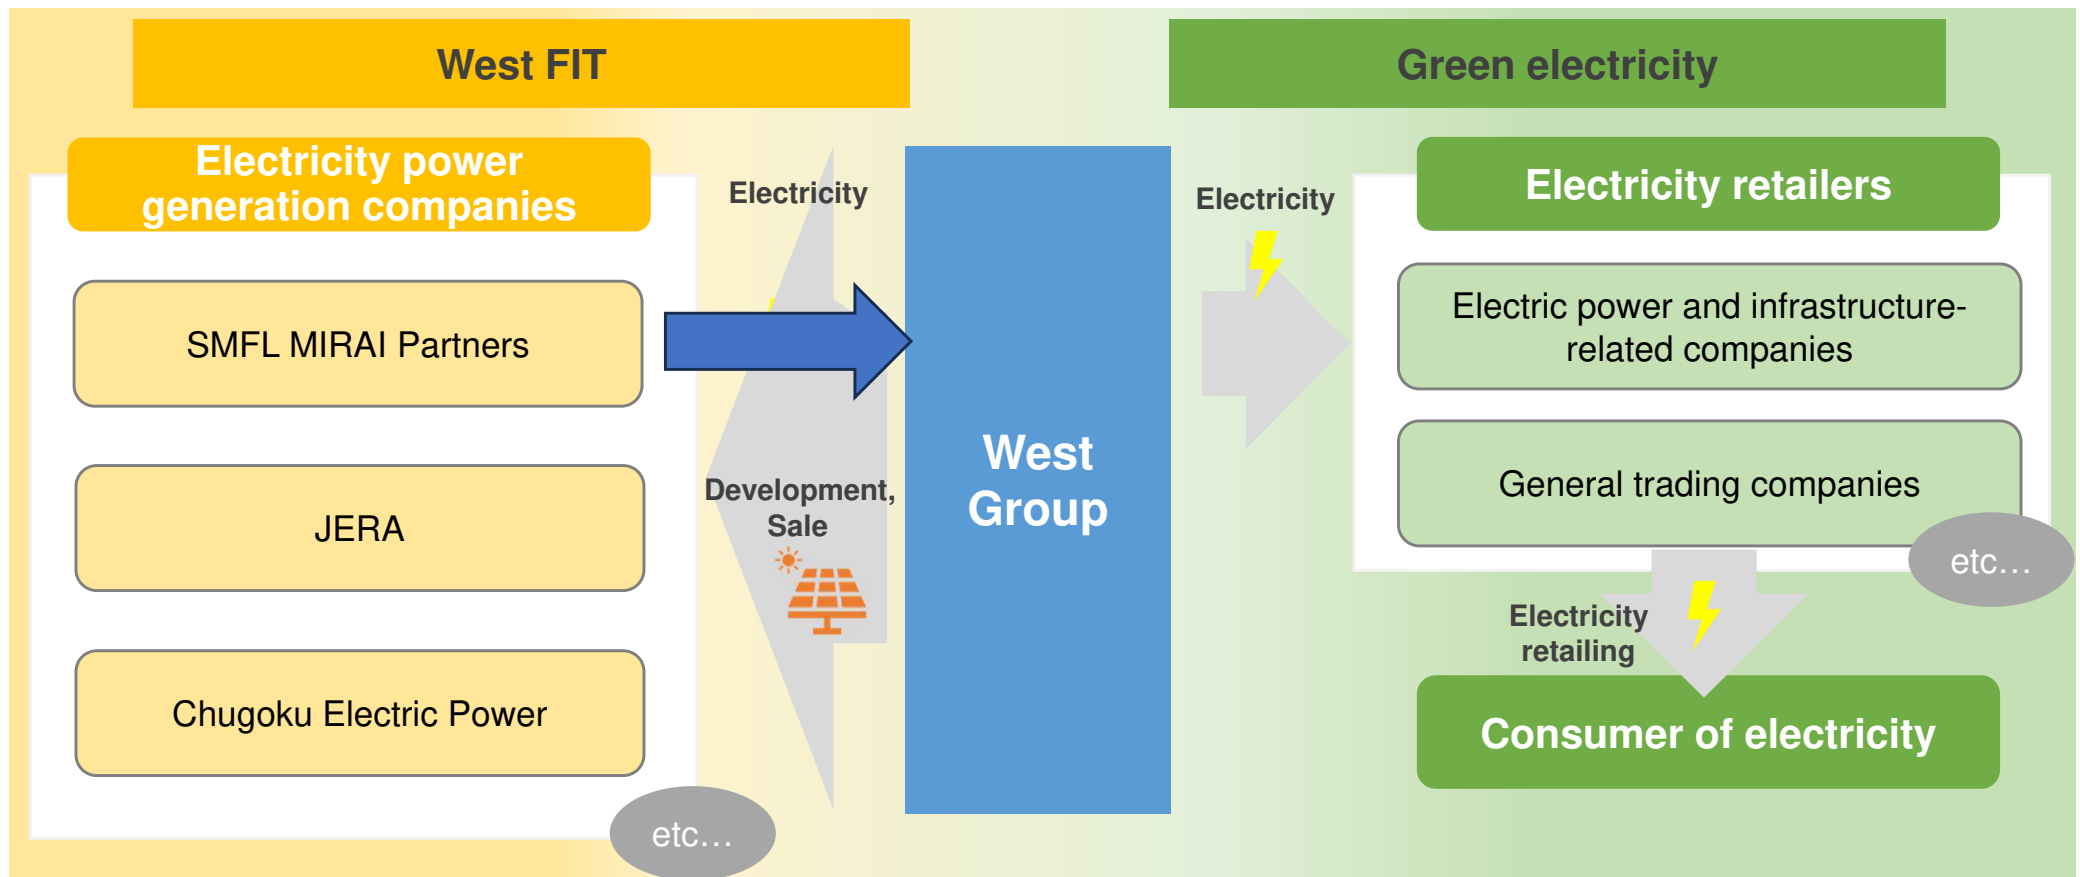 West FIT
Green electricity
Electricity power
generation companies
SMFL MIRAI Partners
JERA
Chugoku Electric Power
etc…
Electricity
Development,
Sale
West
Group
Electricity
Electricity retailers
Electric power and infrastructure-
related companies
General trading companies
etc…
Electricity
retailing
Consumer of electricity